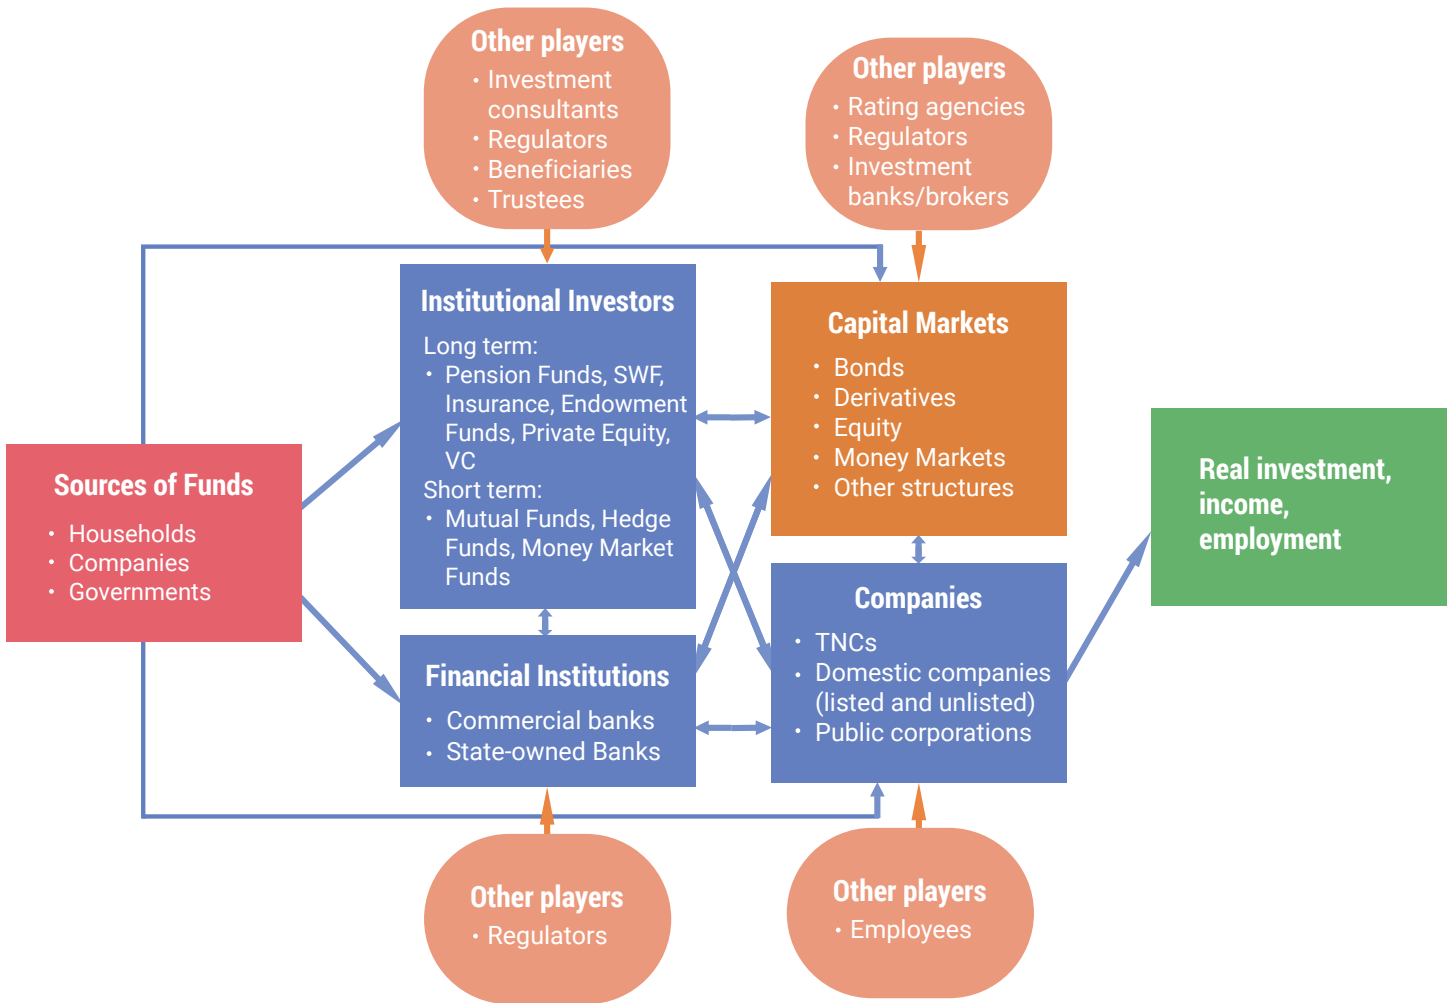 Other players
• Investment
consultants
• Regulators
• Beneficiaries
• Trustees
Other players
• Rating agencies
• Regulators
• Investment
banks/brokers
Institutional Investors
Long term:
• Pension Funds, SWF,
Insurance, Endowment
Funds, Private Equity,
VC
Short term:
• Mutual Funds, Hedge
Funds, Money Market
Funds
Capital Markets
• Bonds
• Derivatives
• Equity
• Money Markets
• Other structures
Sources of Funds
• Households
• Companies
• Governments
Real investment,
income,
employment
Financial Institutions
• Commercial banks
• State-owned Banks
Companies
• TNCs
• Domestic companies
(listed and unlisted)
• Public corporations
Other players
• Regulators
Other players
• Employees